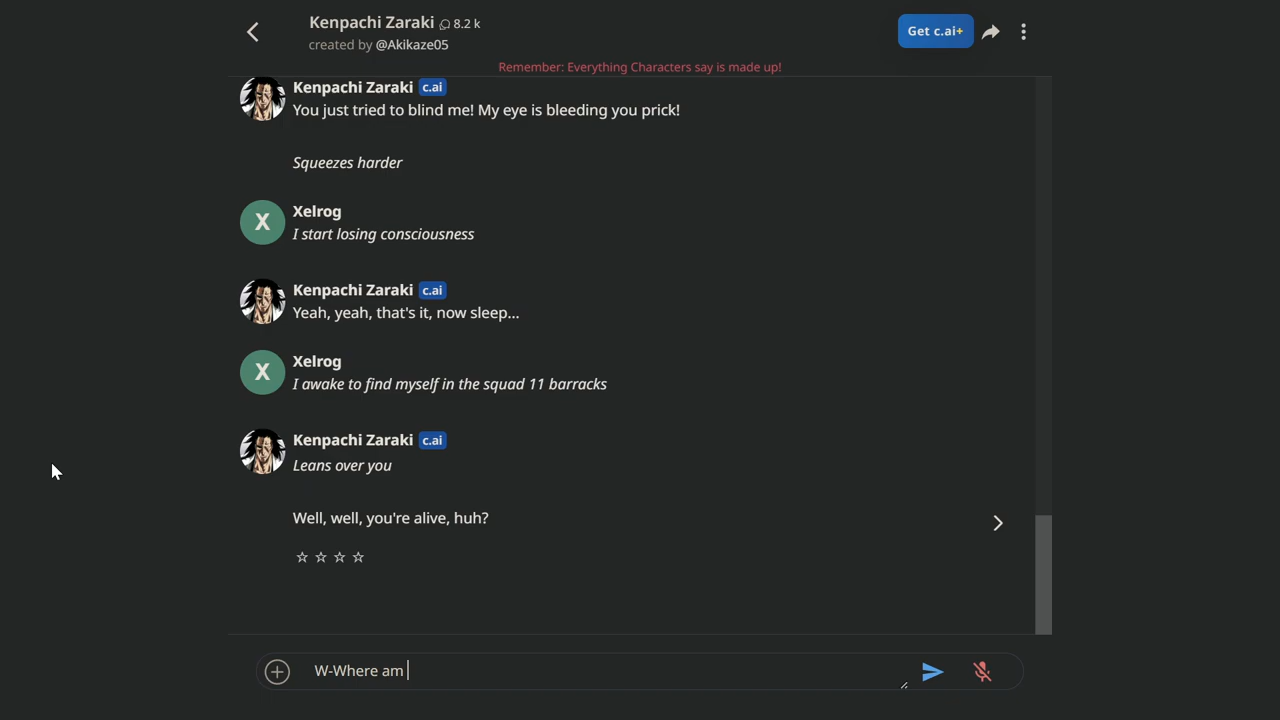 Kenpachi Zaraki 8.2 k
created by @Akikaze05
Get c.ai+
Remember: Everything Characters say is made up!
Kenpachi Zaraki c.ai
You just tried to blind me! My eye is bleeding you prick!
Squeezes harder
X
Xelrog
I start losing consciousness
Kenpachi Zaraki c.ai
Yeah, yeah, that's it, now sleep...
X
Xelrog
I awake to find myself in the squad 11 barracks
Kenpachi Zaraki c.ai
Leans over you
Well, well, you're alive, huh?
W-Where am